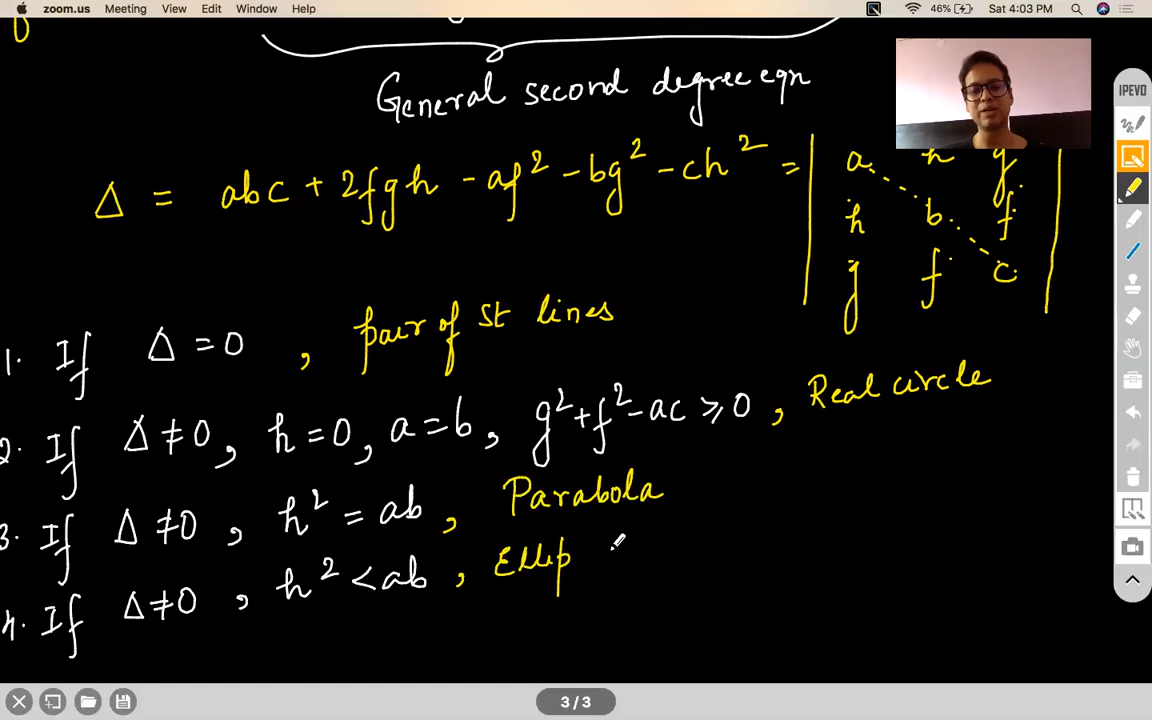 zoom.us Meeting View Edit Window Help 46% Sat 4:03 PM
General second degree eqn
IPEVO
Δ = abc + 2fgh - af² - bg² - ch² = | a h g
h b f
g f c |
1. If Δ = 0 , pair of st lines
2. If Δ ≠ 0, h = 0, a = b, g² + f² - ac ⩾ 0 , Real circle
3. If Δ ≠ 0 , h² = ab , Parabola
4. If Δ ≠ 0 , h² < ab , Ellip
3/3